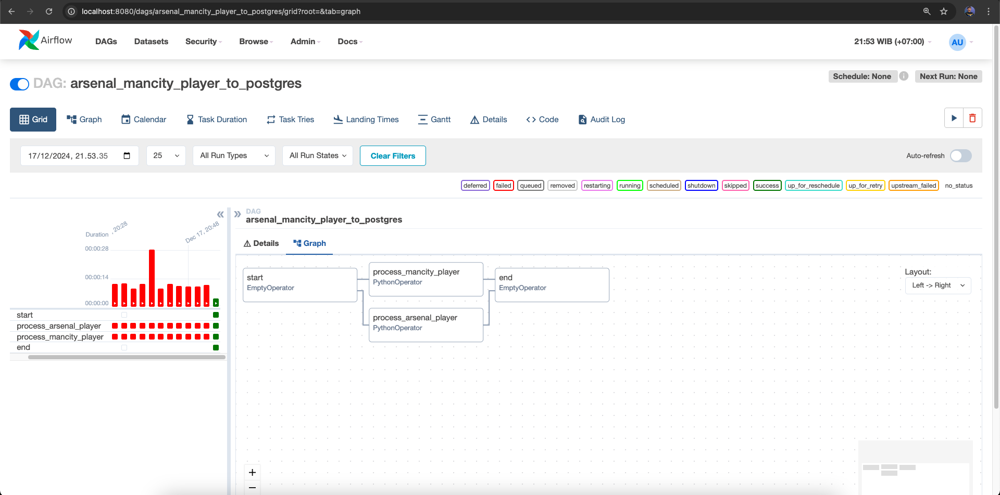 localhost:8080/dags/arsenal_mancity_player_to_postgres/grid?root=&tab=graph
Airflow DAGs Datasets Security Browse Admin Docs 21:53 WIB (+07:00) AU
DAG: arsenal_mancity_player_to_postgres
Schedule: None Next Run: None
Grid Graph Calendar Task Duration Task Tries Landing Times Gantt Details Code Audit Log
17/12/2024, 21.53.35 25 All Run Types All Run States Clear Filters Auto-refresh
deferred failed queued removed restarting running scheduled shutdown skipped success up_for_reschedule up_for_retry upstream_failed no_status
, 20:28
Dec 17, 20:48
Duration
00:00:28
00:00:14
00:00:00
start
process_arsenal_player
process_mancity_player
end
DAG
arsenal_mancity_player_to_postgres
Details Graph
start
EmptyOperator
process_mancity_player
PythonOperator
end
EmptyOperator
process_arsenal_player
PythonOperator
Layout:
Left -> Right
+
−